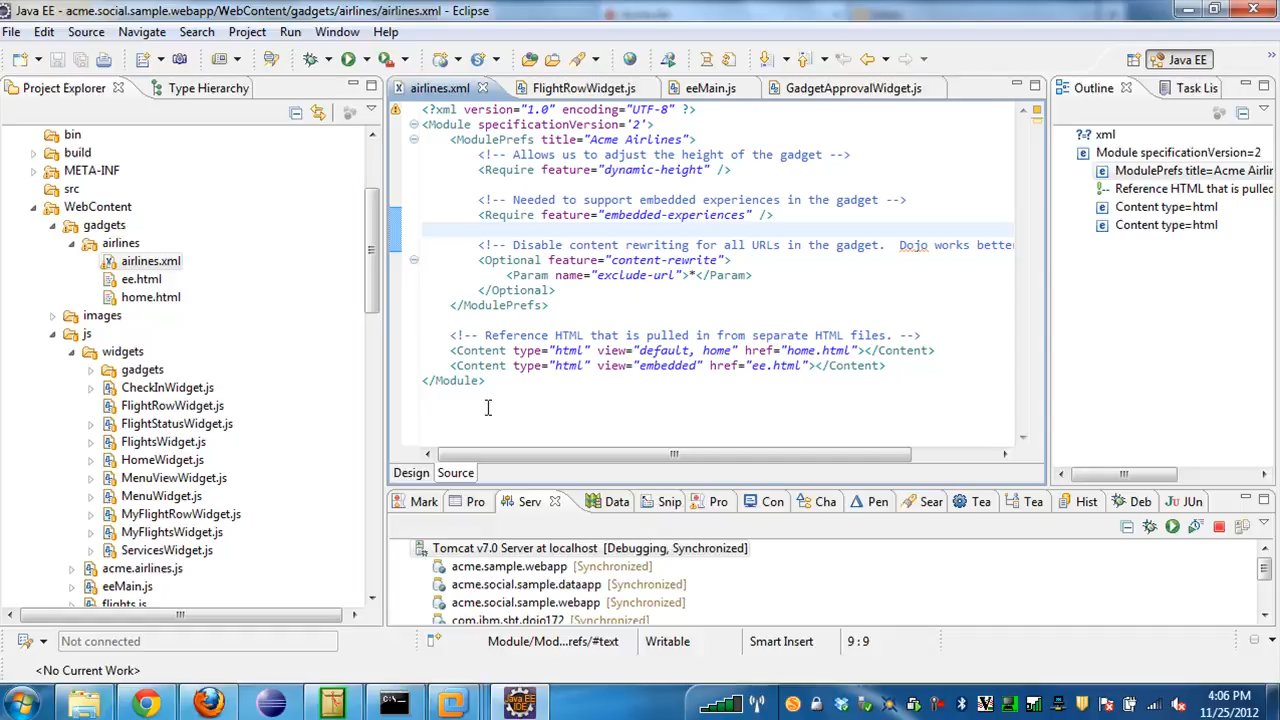 Java EE - acme.social.sample.webapp/WebContent/gadgets/airlines/airlines.xml - Eclipse
File Edit Source Navigate Search Project Run Window Help
Java EE
Project Explorer
Type Hierarchy
bin
build
META-INF
src
WebContent
gadgets
airlines
airlines.xml
ee.html
home.html
images
js
widgets
gadgets
CheckInWidget.js
FlightRowWidget.js
FlightStatusWidget.js
FlightsWidget.js
HomeWidget.js
MenuViewWidget.js
MenuWidget.js
MyFlightRowWidget.js
MyFlightsWidget.js
ServicesWidget.js
acme.airlines.js
eeMain.js
flights.js
airlines.xml FlightRowWidget.js eeMain.js GadgetApprovalWidget.js
<?xml version="1.0" encoding="UTF-8" ?>
<Module specificationVersion='2'>
<ModulePrefs title="Acme Airlines">
<!-- Allows us to adjust the height of the gadget -->
<Require feature="dynamic-height" />
<!-- Needed to support embedded experiences in the gadget -->
<Require feature="embedded-experiences" />
<!-- Disable content rewriting for all URLs in the gadget.  Dojo works better
<Optional feature="content-rewrite">
<Param name="exclude-url">*</Param>
</Optional>
</ModulePrefs>
<!-- Reference HTML that is pulled in from separate HTML files. -->
<Content type="html" view="default, home" href="home.html"></Content>
<Content type="html" view="embedded" href="ee.html"></Content>
</Module>
Design Source
Outline Task Lis
xml
Module specificationVersion=2
ModulePrefs title=Acme Airlin
Reference HTML that is pulled
Content type=html
Content type=html
Mark Pro Serv Data Snip Pro Con Cha Pen Sear Tea Tea Hist Deb JUn
Tomcat v7.0 Server at localhost [Debugging, Synchronized]
acme.sample.webapp [Synchronized]
acme.social.sample.dataapp [Synchronized]
acme.social.sample.webapp [Synchronized]
com.ibm.sbt.dojo172 [Synchronized]
Not connected
Module/Mod...refs/#text
Writable
Smart Insert
9 : 9
<No Current Work>
Java EE
IDE
4:06 PM
11/25/2012